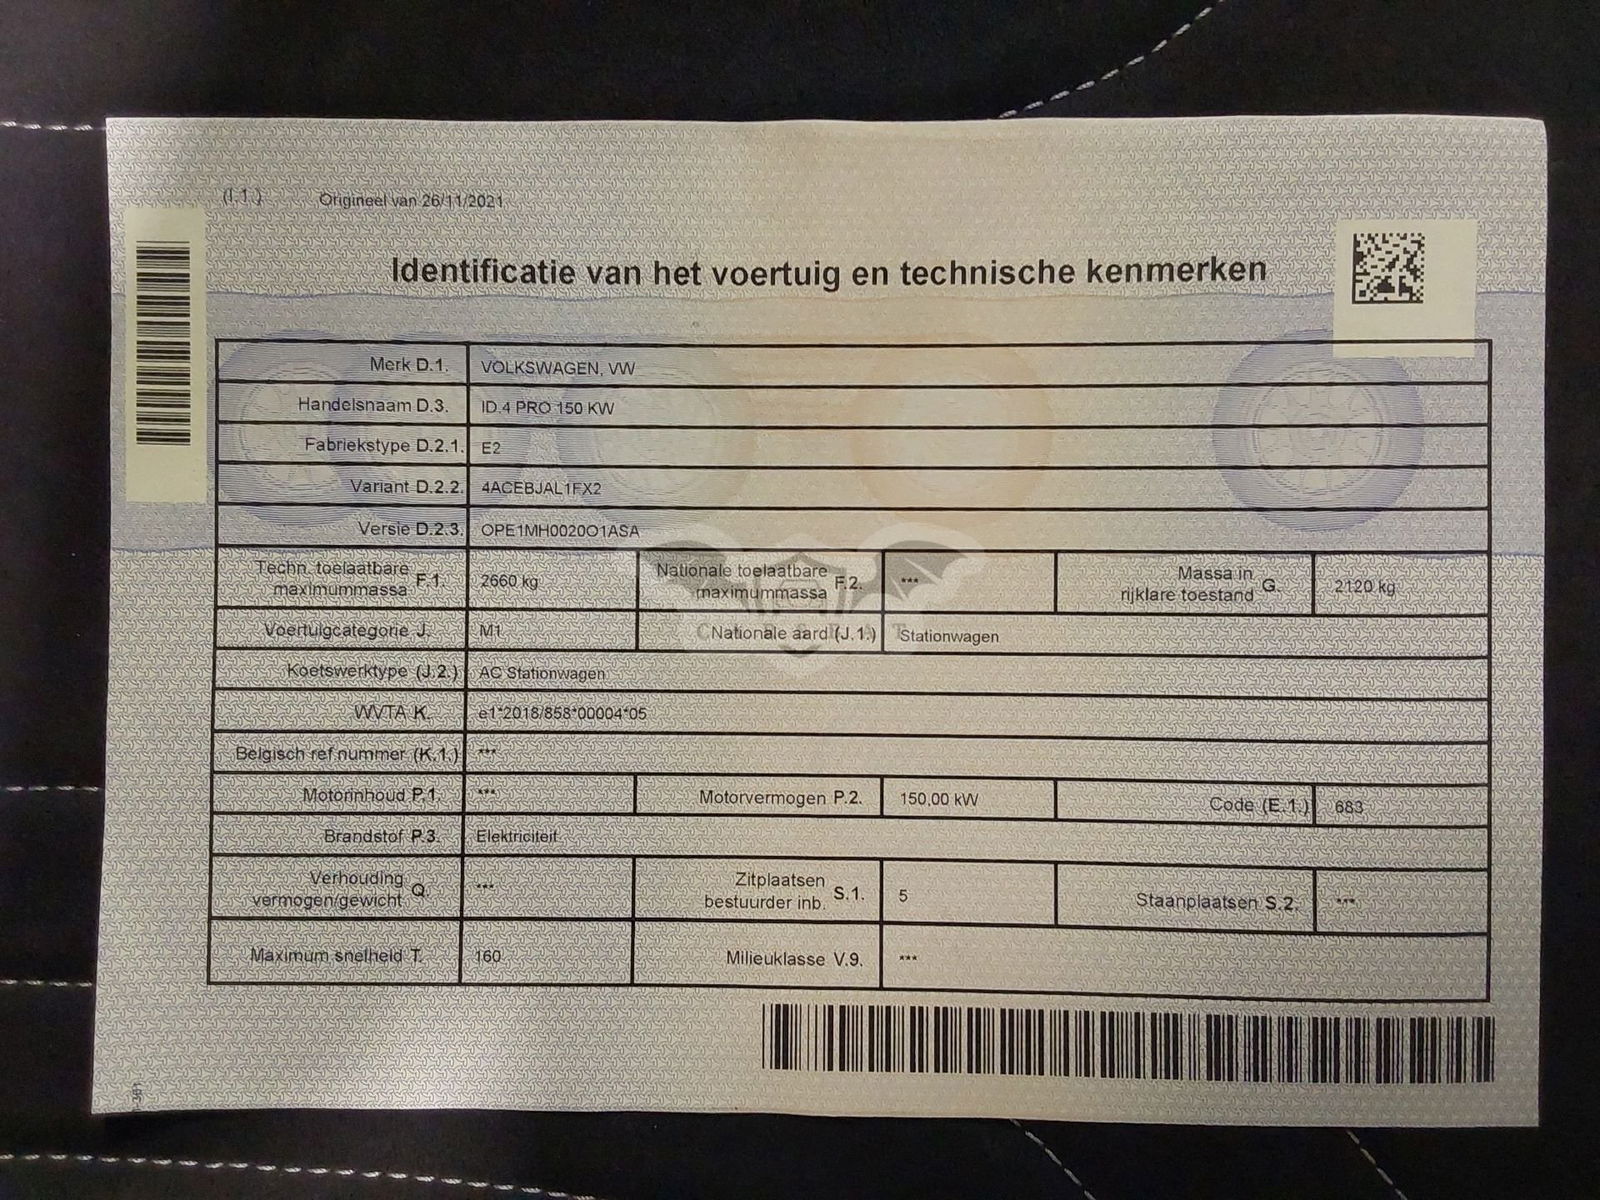 (I.1.) Origineel van 26/11/2021
Identificatie van het voertuig en technische kenmerken
Merk D.1. VOLKSWAGEN, VW
Handelsnaam D.3. ID.4 PRO 150 KW
Fabriekstype D.2.1. E2
Variant D.2.2. 4ACEBJAL1FX2
Versie D.2.3. OPE1MH0020O1ASA
Techn. toelaatbare maximummassa F.1. 2660 kg Nationale toelaatbare maximummassa F.2. *** Massa in rijklare toestand G. 2120 kg
Voertuigcategorie J. M1 Nationale aard (J.1.) Stationwagen
Koetswerktype (J.2.) AC Stationwagen
WVTA K. e1*2018/858*00004*05
Belgisch ref.nummer (K.1.) ***
Motorinhoud P.1. *** Motorvermogen P.2. 150,00 kW Code (E.1.) 683
Brandstof P.3. Elektriciteit
Verhouding vermogen/gewicht Q. *** Zitplaatsen bestuurder inb. S.1. 5 Staanplaatsen S.2. ***
Maximum snelheid T. 160 Milieuklasse V.9. ***